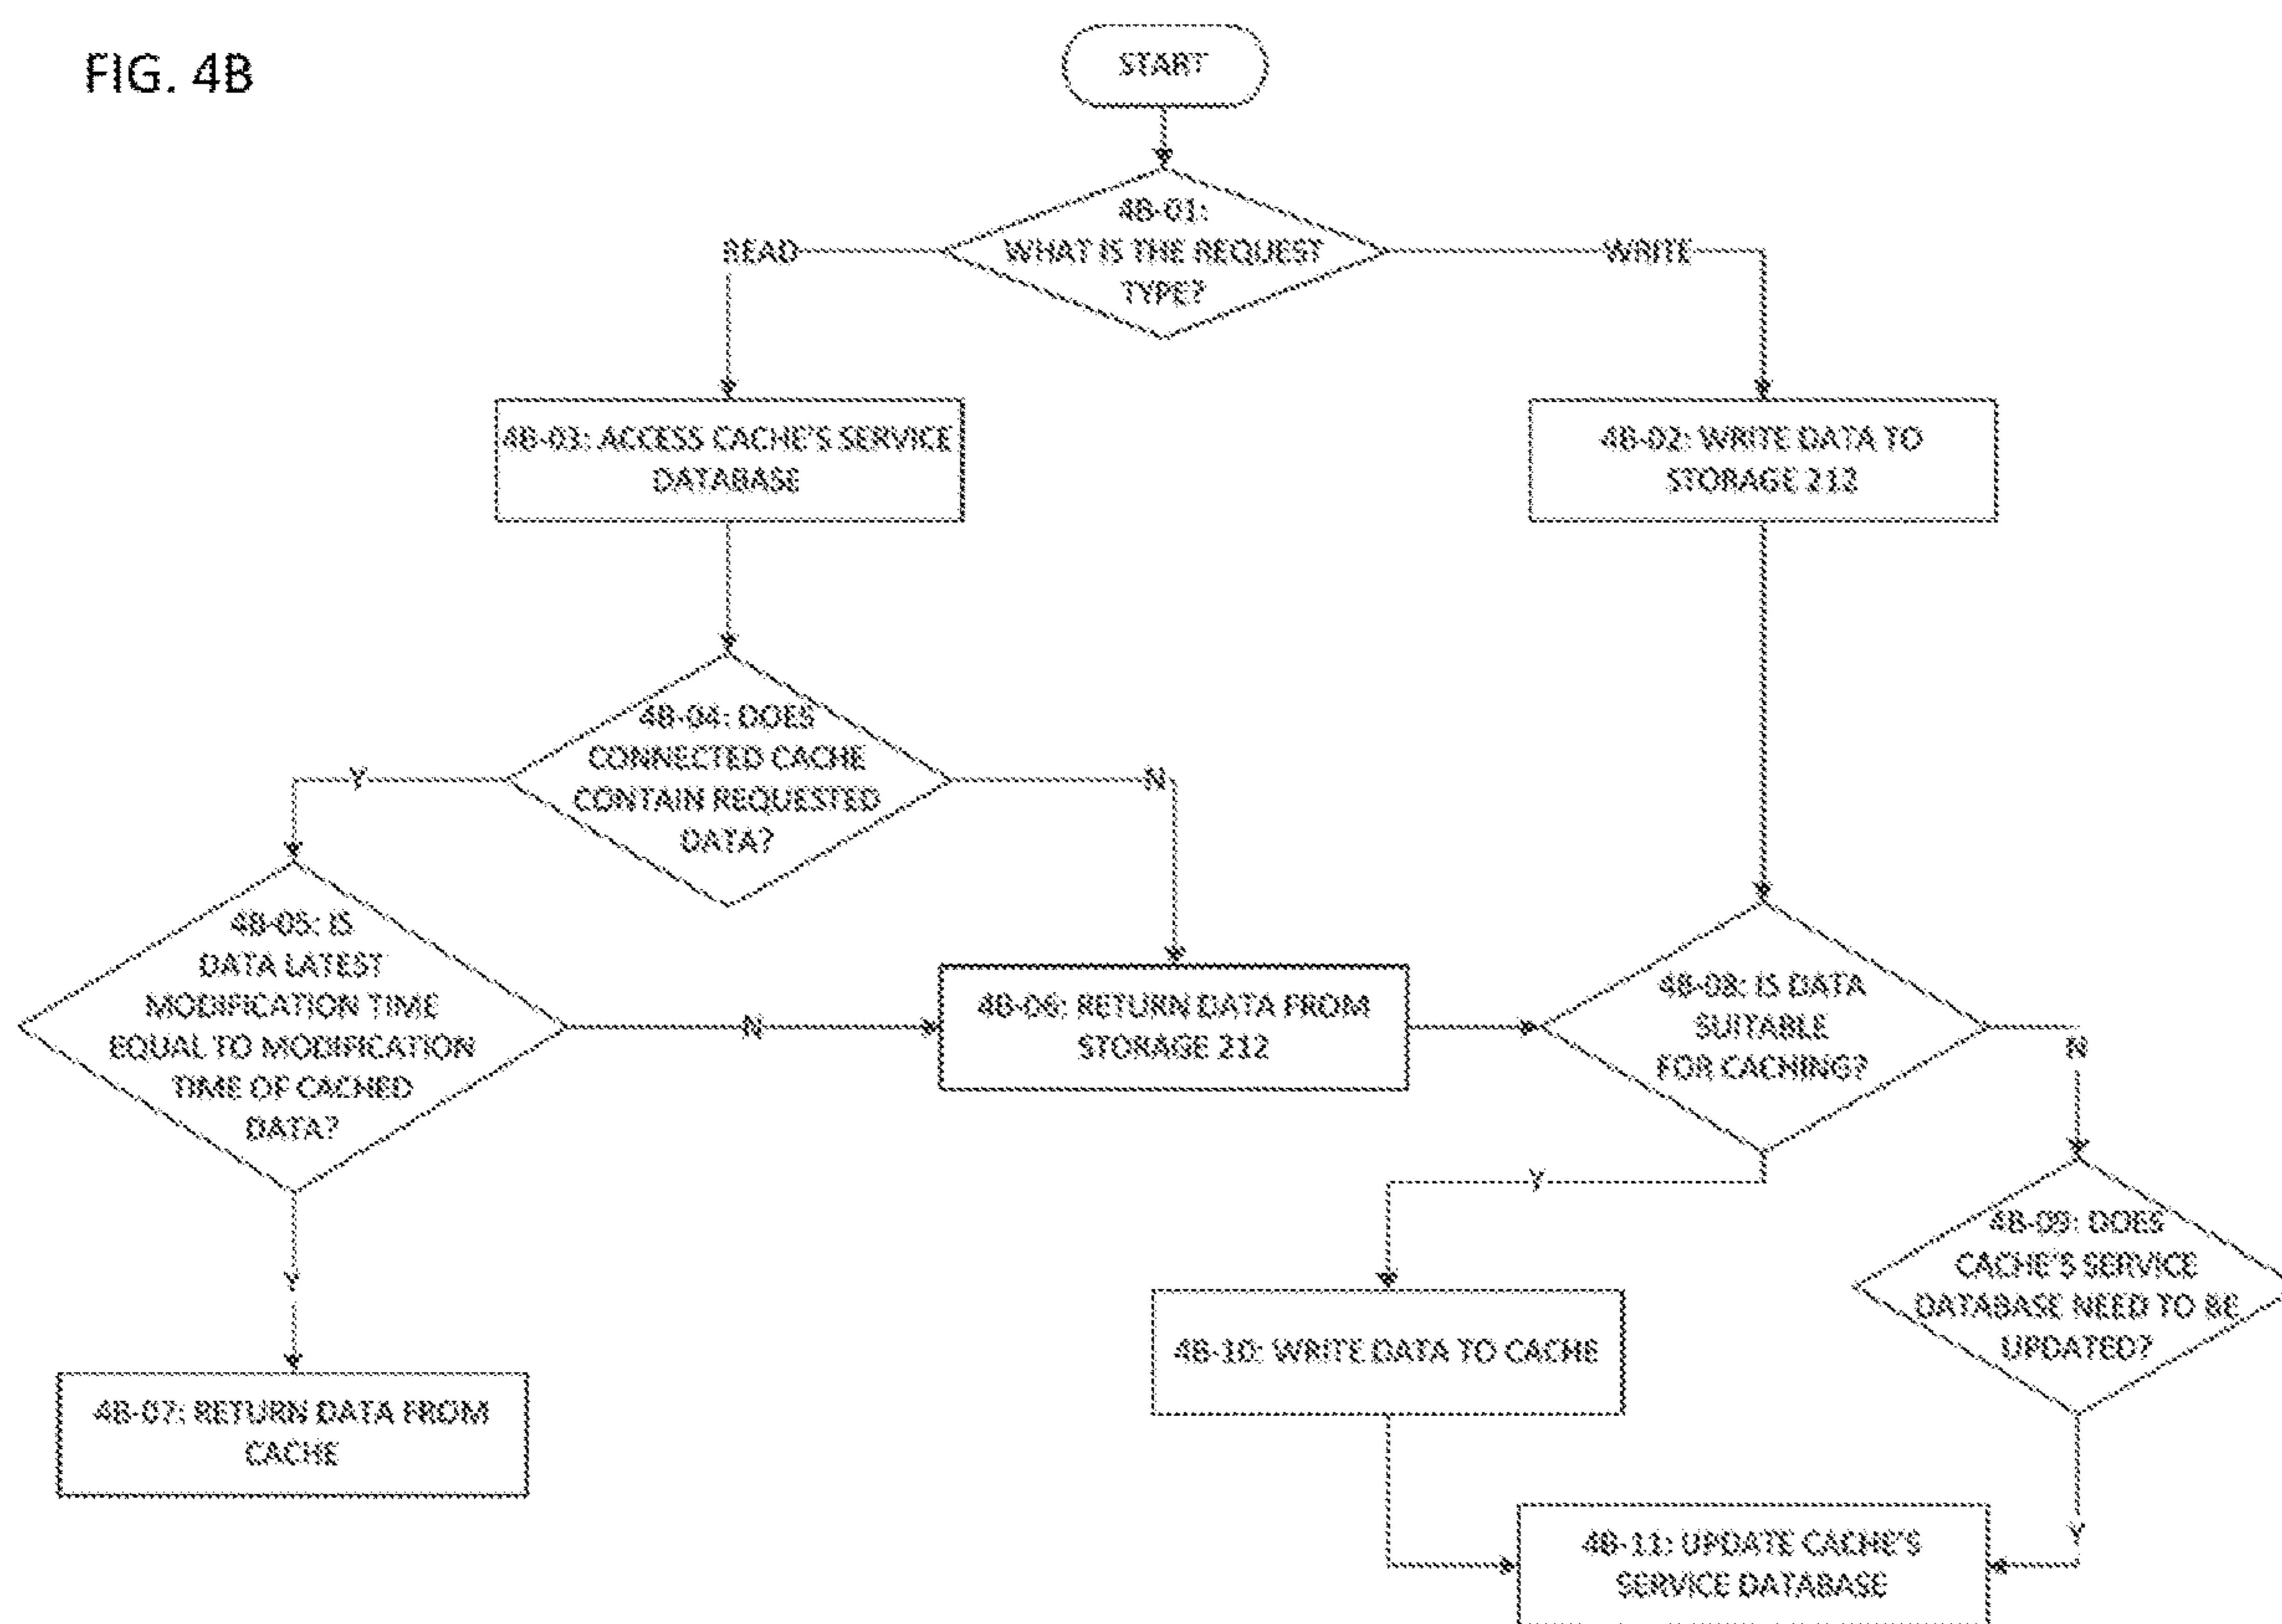 FIG. 4B
START
4B-01:
WHAT IS THE REQUEST
TYPE?
READ
WRITE
4B-03: ACCESS CACHE'S SERVICE
DATABASE
4B-02: WRITE DATA TO
STORAGE 212
4B-04: DOES
CONNECTED CACHE
CONTAIN REQUESTED
DATA?
Y
N
4B-05: IS
DATA LATEST
MODIFICATION TIME
EQUAL TO MODIFICATION
TIME OF CACHED
DATA?
N
4B-06: RETURN DATA FROM
STORAGE 212
4B-08: IS DATA
SUITABLE
FOR CACHING?
N
Y
Y
4B-09: DOES
CACHE'S SERVICE
DATABASE NEED TO BE
UPDATED?
4B-10: WRITE DATA TO CACHE
4B-07: RETURN DATA FROM
CACHE
Y
4B-11: UPDATE CACHE'S
SERVICE DATABASE